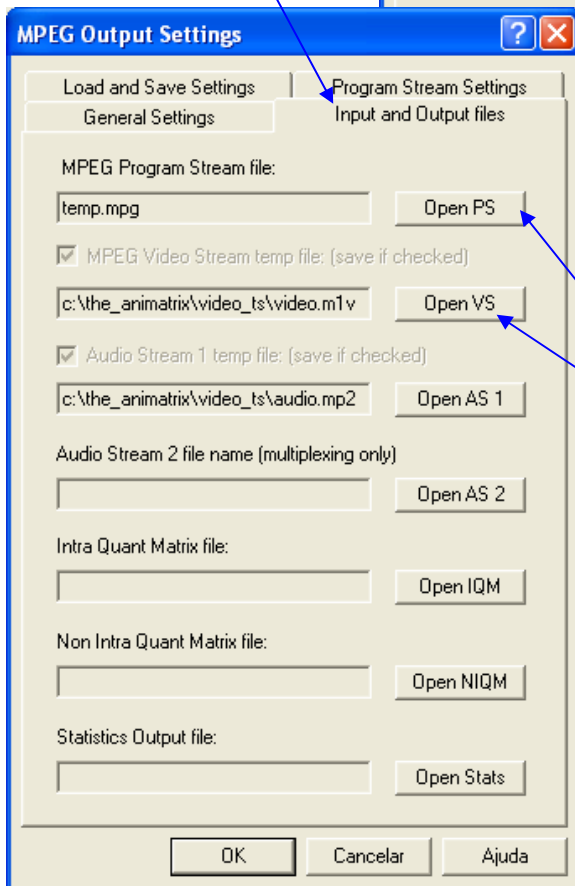 MPEG Output Settings
Load and Save Settings
Program Stream Settings
General Settings
Input and Output files
MPEG Program Stream file:
temp.mpg
Open PS
MPEG Video Stream temp file: (save if checked)
c:\the_animatrix\video_ts\video.m1v
Open VS
Audio Stream 1 temp file: (save if checked)
c:\the_animatrix\video_ts\audio.mp2
Open AS 1
Audio Stream 2 file name (multiplexing only)
Open AS 2
Intra Quant Matrix file:
Open IQM
Non Intra Quant Matrix file:
Open NIQM
Statistics Output file:
Open Stats
OK
Cancelar
Ajuda